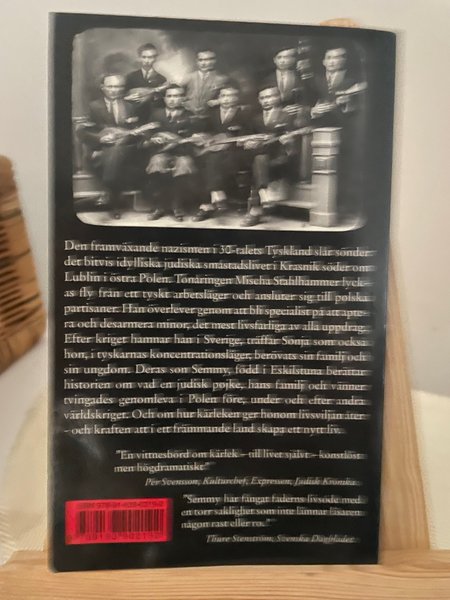 Den framväxande nazismen i 30-talets Tyskland slår sönder
det bitvis idylliska judiska småstadslivet i Krasnik söder om
Lublin i östra Polen. Tonåringen Mischa Stahlhammer lyck-
as fly från ett tyskt arbetsläger och ansluter sig till polska
partisaner. Han överlever genom att bli specialist på att apte-
ra och desarmera minor, det mest livsfarliga av alla uppdrag.
Efter kriget hamnar han i Sverige, träffar Sonja som också
hon, i tyskarnas koncentrationsläger, berövats sin familj och
sin ungdom. Deras son Semmy, född i Eskilstuna berättar
historien om vad en judisk pojke, hans familj och vänner
tvingades genomleva i Polen före, under och efter andra
världskriget. Och om hur kärleken ger honom livsviljan åter
- och kraften att i ett främmande land skapa ett nytt liv.
"En vittnesbörd om kärlek – till livet självt – konstlöst
men högdramatiskt."
Per Svensson, Kulturchef, Expressen, Judisk Krönika.
"Semmy har fångat faderns livsöde med
en torr saklighet som inte lämnar läsaren
någon rast eller ro."
Thure Stenström, Svenska Dagbladet.